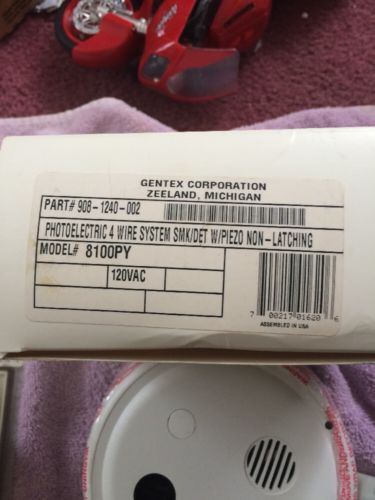 GENTEX CORPORATION
ZEELAND, MICHIGAN
PART# 908-1240-002
PHOTOELECTRIC 4 WIRE SYSTEM SMK/DET W/PIEZO NON-LATCHING
MODEL# 8100PY
120VAC
7 00217 01620 6
ASSEMBLED IN USA